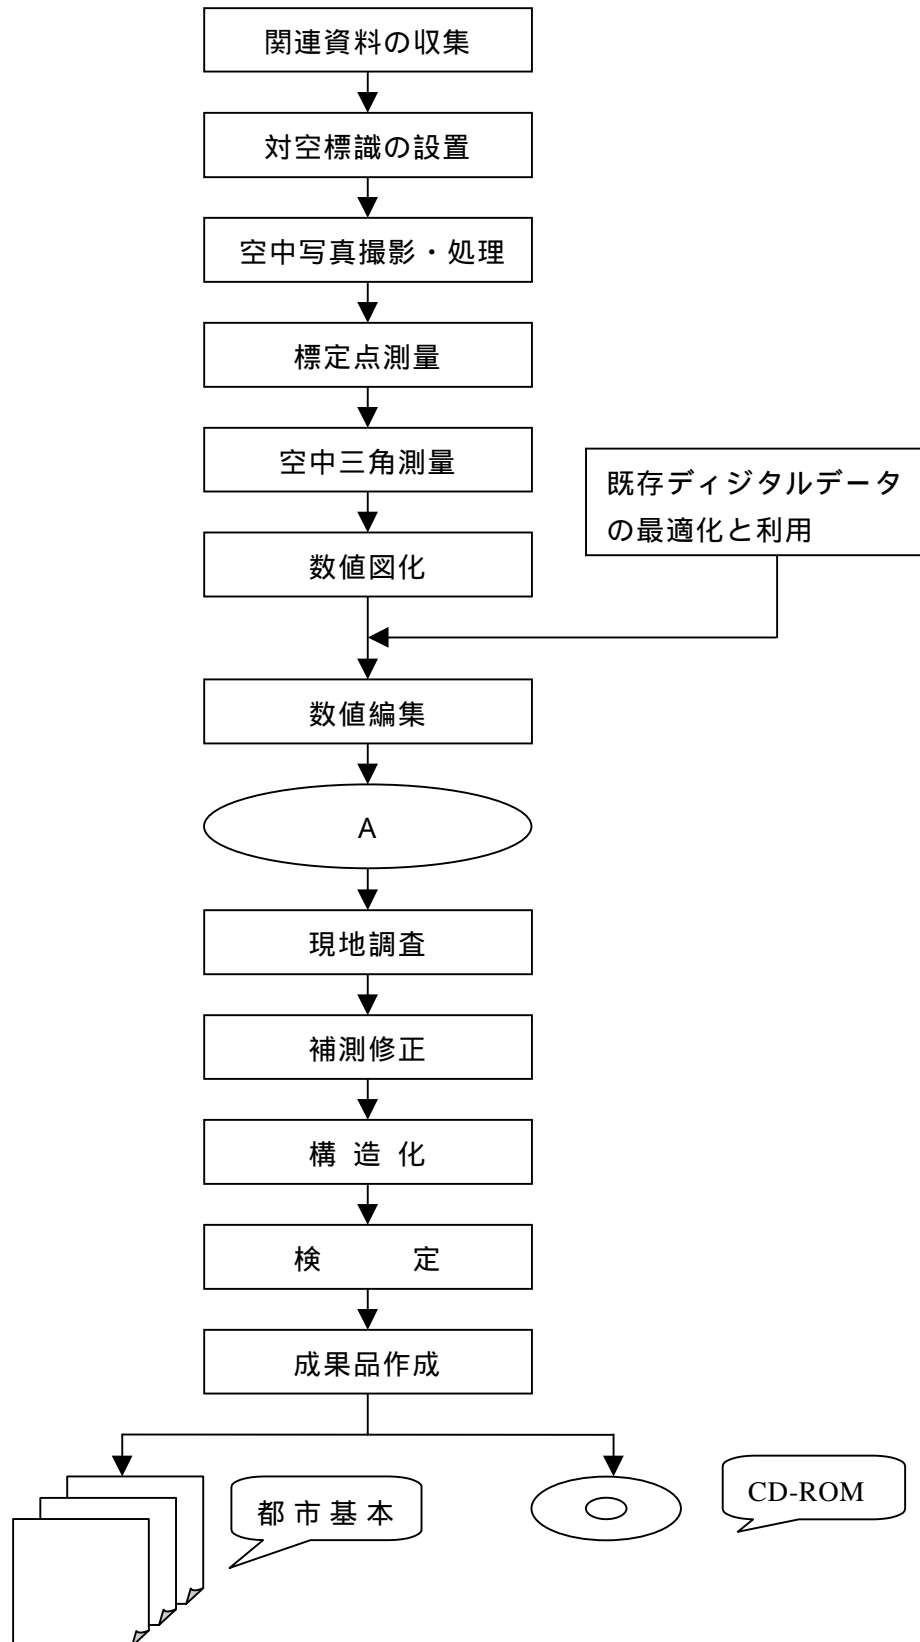 関連資料の収集
対空標識の設置
空中写真撮影・処理
標定点測量
空中三角測量
既存ディジタルデータ
の最適化と利用
数値図化
数値編集
A
現地調査
補測修正
構 造 化
検 定
成果品作成
都 市 基 本
CD-ROM